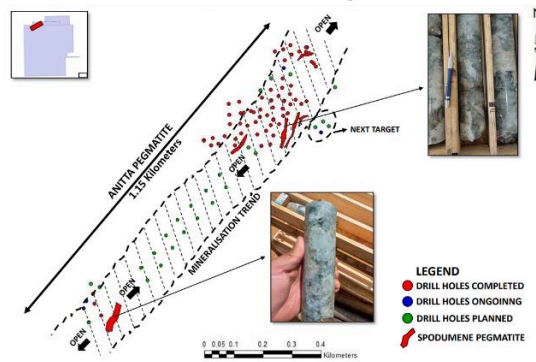 OPEN
ANITTA PEGMATITE
1.15 Kilometers
NEXT TARGET
OPEN
MINERALISATION TREND
OPEN
OPEN
LEGEND
DRILL HOLES COMPLETED
DRILL HOLES ONGOINNG
DRILL HOLES PLANNED
SPODUMENE PEGMATITE
0 0.05 0.1 0.2 0.3 0.4
Kilometers